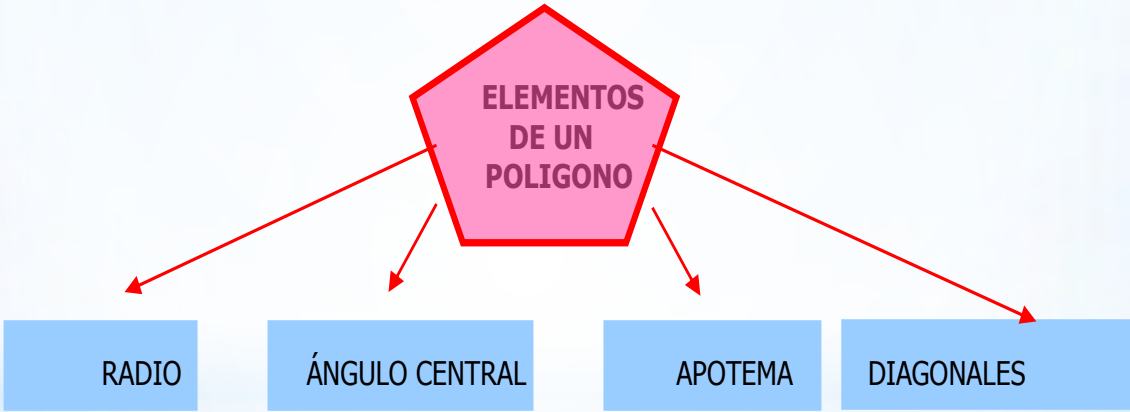 ELEMENTOS
DE UN
POLIGONO
RADIO
ÁNGULO CENTRAL
APOTEMA
DIAGONALES